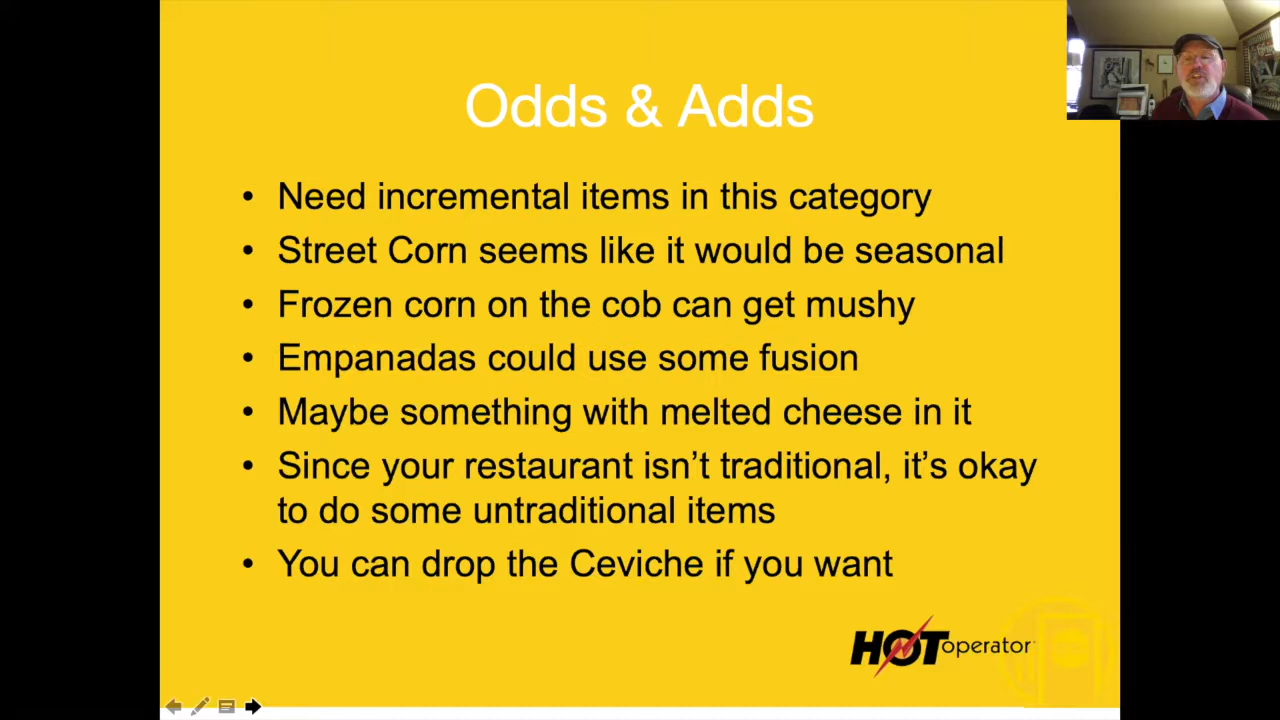 Odds & Adds
• Need incremental items in this category
• Street Corn seems like it would be seasonal
• Frozen corn on the cob can get mushy
• Empanadas could use some fusion
• Maybe something with melted cheese in it
• Since your restaurant isn’t traditional, it’s okay
to do some untraditional items
• You can drop the Ceviche if you want
HOToperator